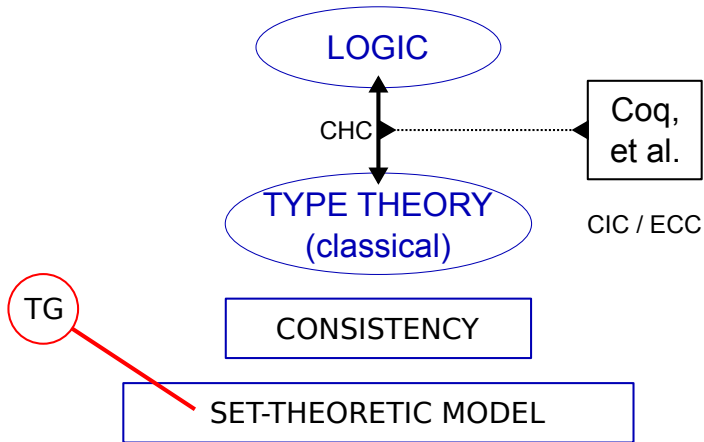 LOGIC
CHC
Coq,
et al.
TYPE THEORY
(classical)
CIC / ECC
TG
CONSISTENCY
SET-THEORETIC MODEL